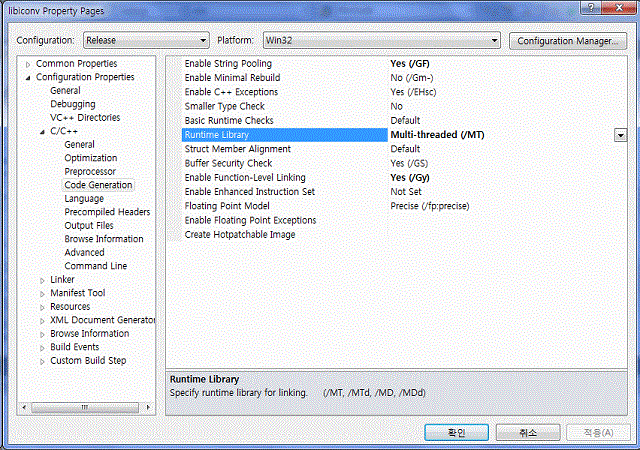 libiconv Property Pages
Configuration: Release Platform: Win32 Configuration Manager...
Common Properties
Configuration Properties
General
Debugging
VC++ Directories
C/C++
General
Optimization
Preprocessor
Code Generation
Language
Precompiled Headers
Output Files
Browse Information
Advanced
Command Line
Linker
Manifest Tool
Resources
XML Document Generator
Browse Information
Build Events
Custom Build Step
Enable String Pooling Yes (/GF)
Enable Minimal Rebuild No (/Gm-)
Enable C++ Exceptions Yes (/EHsc)
Smaller Type Check No
Basic Runtime Checks Default
Runtime Library Multi-threaded (/MT)
Struct Member Alignment Default
Buffer Security Check Yes (/GS)
Enable Function-Level Linking Yes (/Gy)
Enable Enhanced Instruction Set Not Set
Floating Point Model Precise (/fp:precise)
Enable Floating Point Exceptions
Create Hotpatchable Image
Runtime Library
Specify runtime library for linking. (/MT, /MTd, /MD, /MDd)
확인 취소 적용(A)